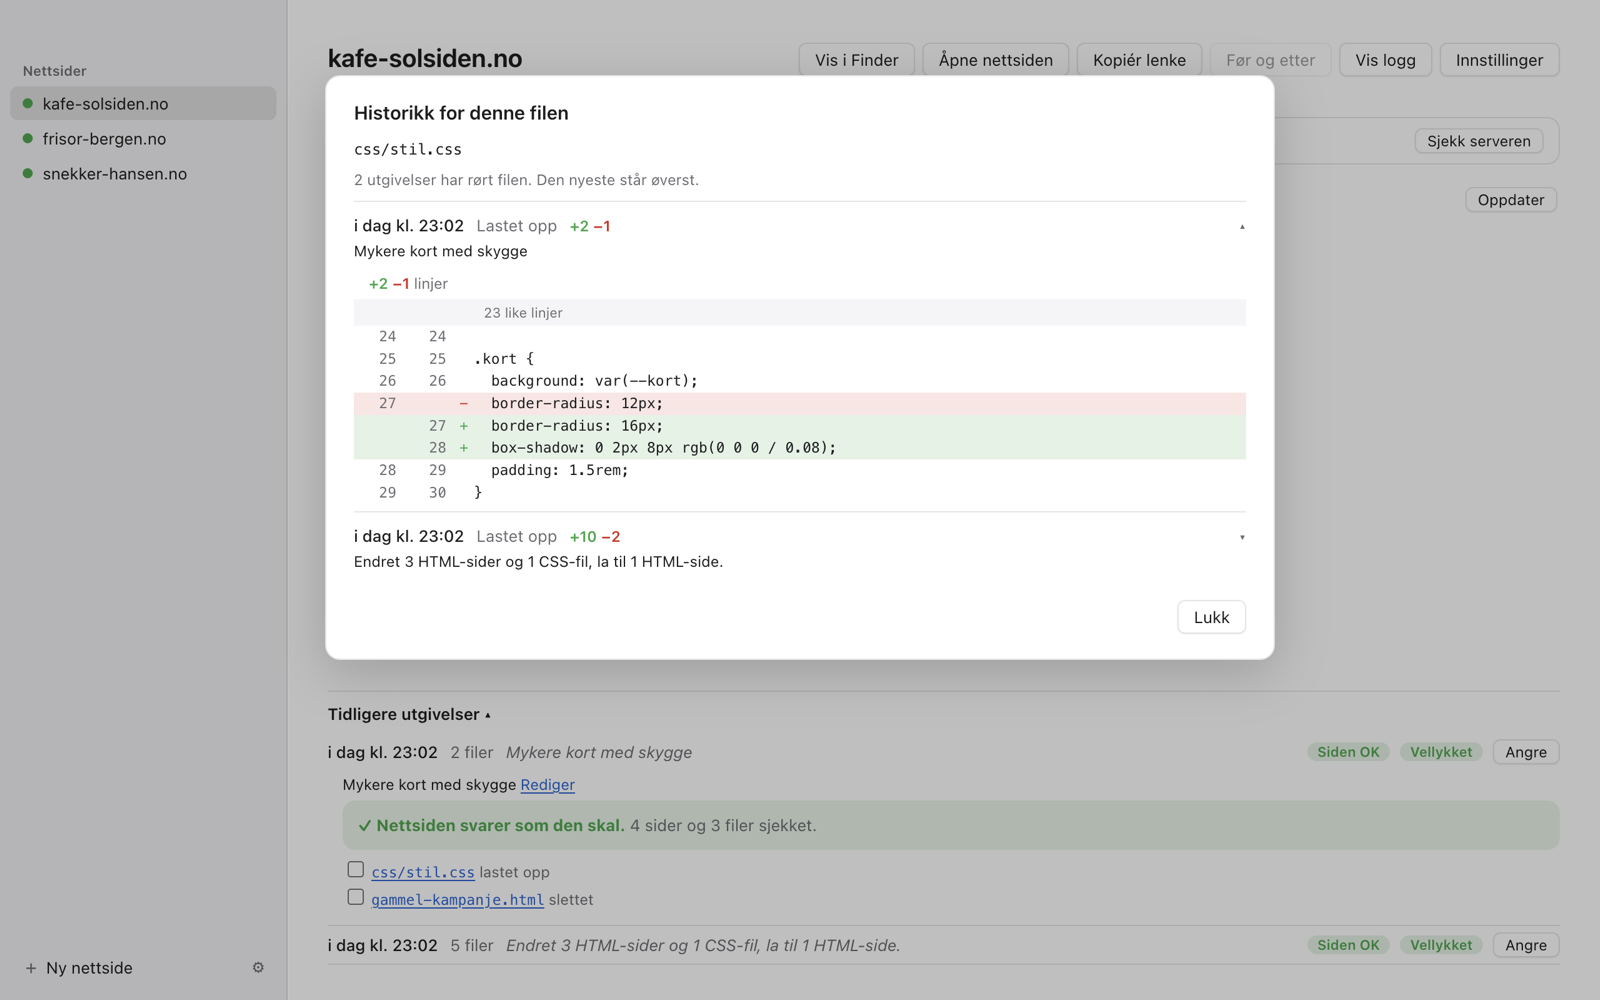 Nettsider
kafe-solsiden.no
frisor-bergen.no
snekker-hansen.no
+ Ny nettside
kafe-solsiden.no
Vis i Finder
Åpne nettsiden
Kopiér lenke
Før og etter
Vis logg
Innstillinger
Sjekk serveren
Oppdater
Historikk for denne filen
css/stil.css
2 utgivelser har rørt filen. Den nyeste står øverst.
i dag kl. 23:02 Lastet opp +2 −1
Mykere kort med skygge
+2 −1 linjer
23 like linjer
24 24
25 25 .kort {
26 26 background: var(--kort);
27 − border-radius: 12px;
27 + border-radius: 16px;
28 + box-shadow: 0 2px 8px rgb(0 0 0 / 0.08);
28 29 padding: 1.5rem;
29 30 }
i dag kl. 23:02 Lastet opp +10 −2
Endret 3 HTML-sider og 1 CSS-fil, la til 1 HTML-side.
Lukk
Tidligere utgivelser
i dag kl. 23:02 2 filer Mykere kort med skygge Siden OK Vellykket Angre
Mykere kort med skygge Rediger
✓ Nettsiden svarer som den skal. 4 sider og 3 filer sjekket.
css/stil.css lastet opp
gammel-kampanje.html slettet
i dag kl. 23:02 5 filer Endret 3 HTML-sider og 1 CSS-fil, la til 1 HTML-side. Siden OK Vellykket Angre